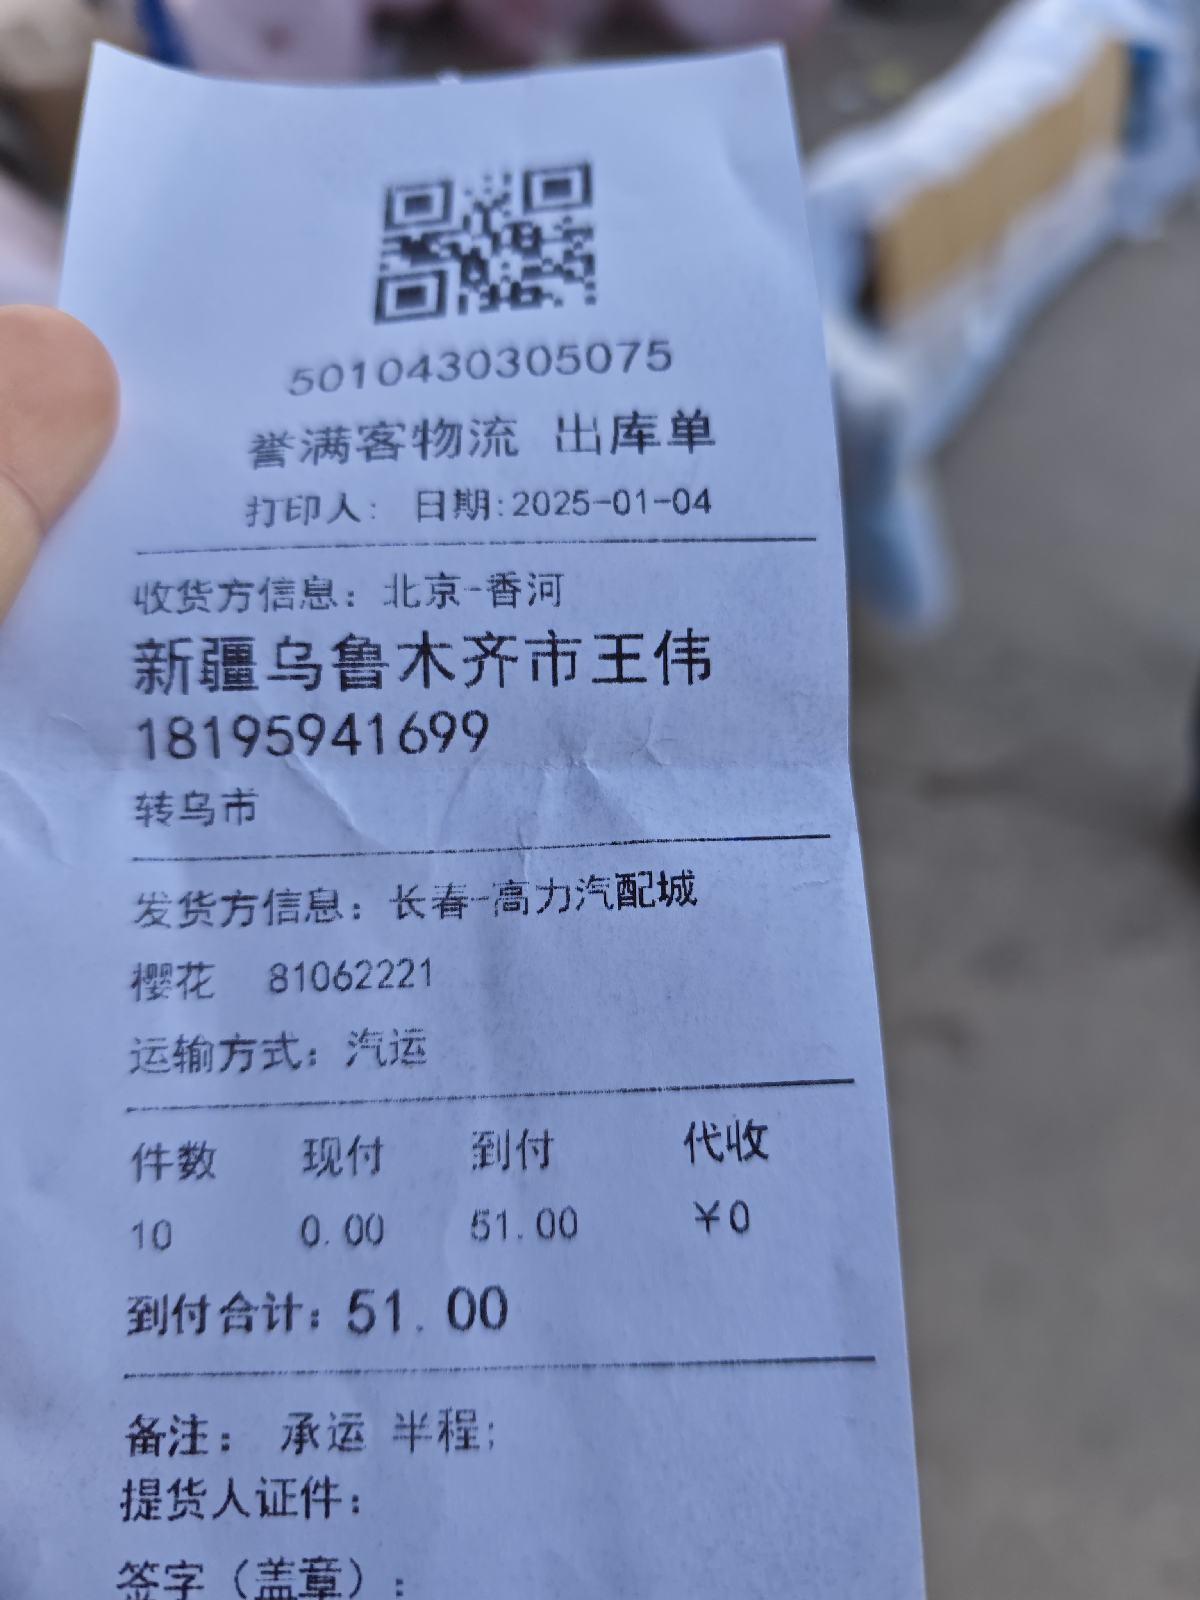 5010430305075
誉满客物流 出库单
打印人： 日期:2025-01-04
收货方信息：北京-香河
新疆乌鲁木齐市王伟
18195941699
转乌市
发货方信息：长春-高力汽配城
樱花 81062221
运输方式：汽运
件数 现付 到付 代收
10 0.00 51.00 ￥0
到付合计：51.00
备注： 承运 半程;
提货人证件：
签字（盖章）：